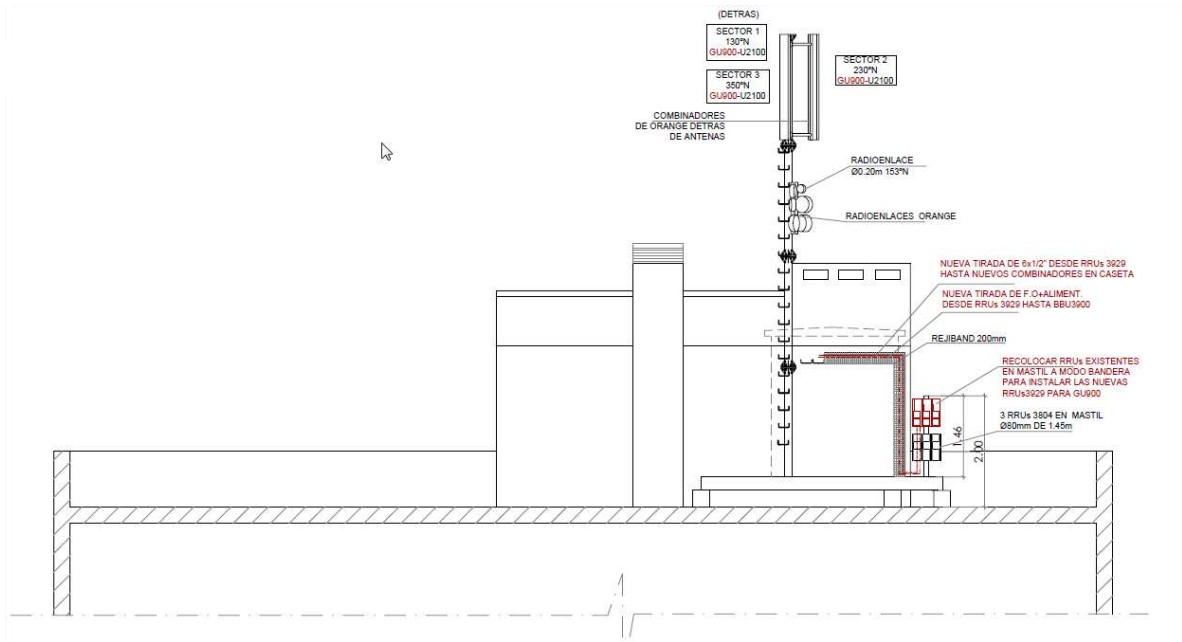 (DETRAS)
SECTOR 1
130°N
GU900-U2100
SECTOR 2
230°N
GU900-U2100
SECTOR 3
350°N
GU900-U2100
COMBINADORES
DE ORANGE DETRAS
DE ANTENAS
RADIOENLACE
Ø0.20m 153°N
RADIOENLACES ORANGE
NUEVA TIRADA DE 6x1/2" DESDE RRUs 3929
HASTA NUEVOS COMBINADORES EN CASETA
NUEVA TIRADA DE F.O+ALIMENT.
DESDE RRUs 3929 HASTA BBU3900
REJIBAND 200mm
RECOLOCAR RRUs EXISTENTES
EN MASTIL A MODO BANDERA
PARA INSTALAR LAS NUEVAS
RRUs3929 PARA GU900
3 RRUs 3804 EN MASTIL
Ø80mm DE 1.45m
1.46
2.00